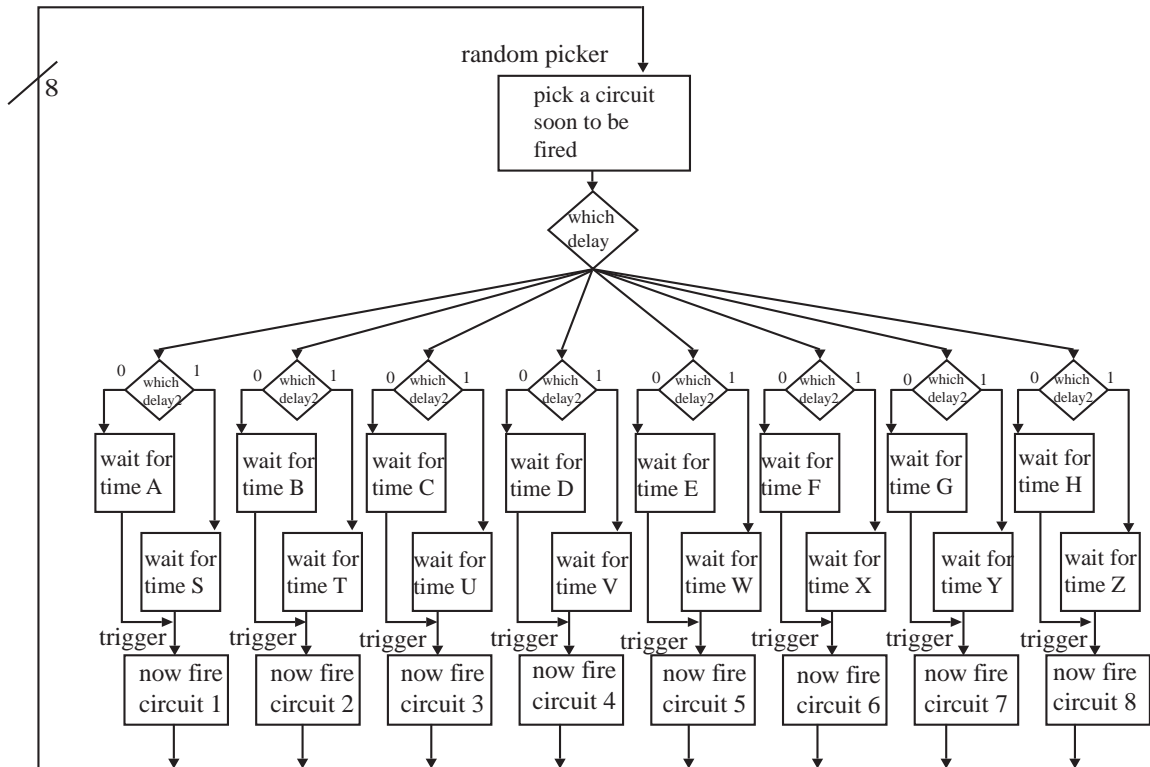 random picker
8
pick a circuit
soon to be
fired
which
delay
0
which
delay2
1
0
which
delay2
1
0
which
delay2
1
0
which
delay2
1
0
which
delay2
1
0
which
delay2
1
0
which
delay2
1
0
which
delay2
1
wait for
time A
wait for
time B
wait for
time C
wait for
time D
wait for
time E
wait for
time F
wait for
time G
wait for
time H
wait for
time S
wait for
time T
wait for
time U
wait for
time V
wait for
time W
wait for
time X
wait for
time Y
wait for
time Z
trigger
trigger
trigger
trigger
trigger
trigger
trigger
trigger
now fire
circuit 1
now fire
circuit 2
now fire
circuit 3
now fire
circuit 4
now fire
circuit 5
now fire
circuit 6
now fire
circuit 7
now fire
circuit 8